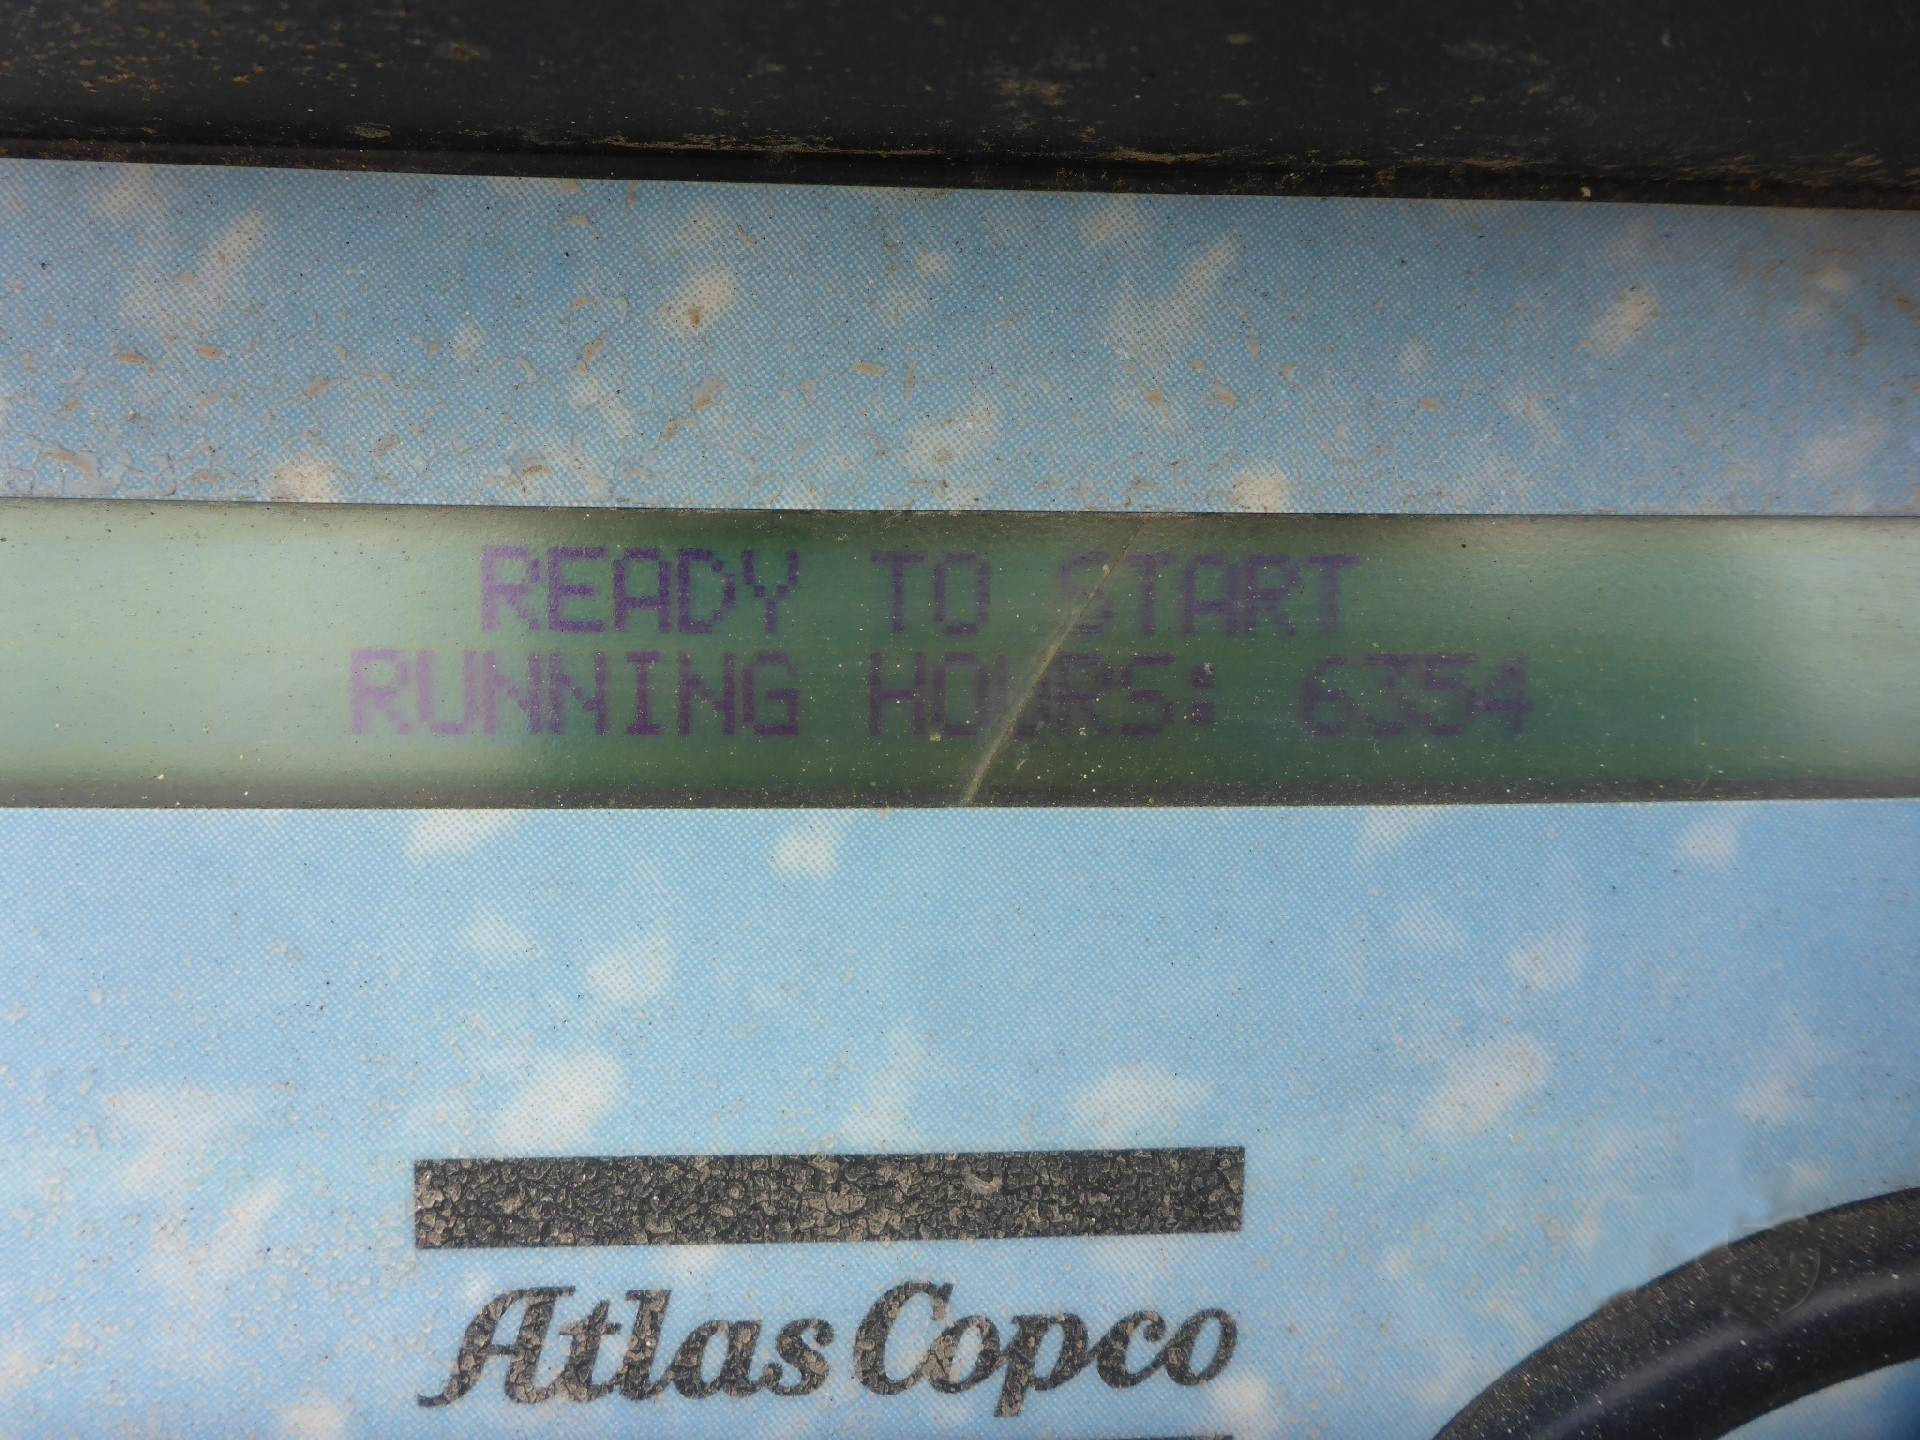 READY TO START
RUNNING HOURS: 6354
Atlas Copco